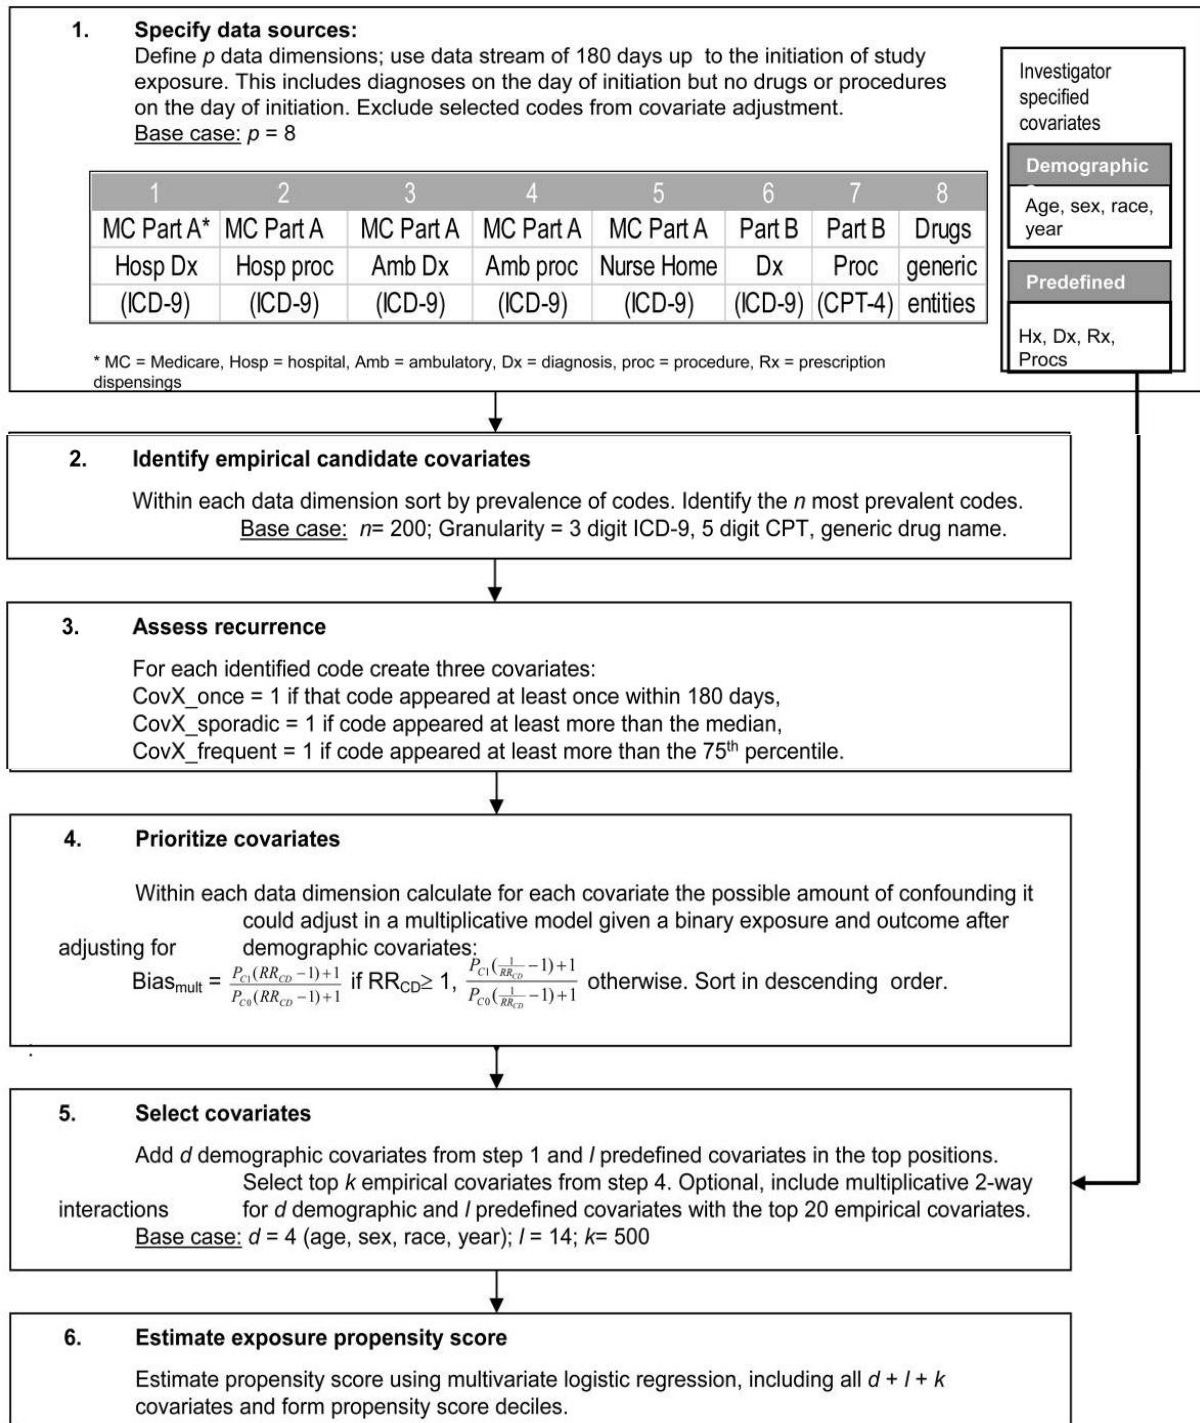 1. Specify data sources:
Define p data dimensions; use data stream of 180 days up to the initiation of study
exposure. This includes diagnoses on the day of initiation but no drugs or procedures
on the day of initiation. Exclude selected codes from covariate adjustment.
Base case: p = 8
1 2 3 4 5 6 7 8
MC Part A* MC Part A MC Part A MC Part A MC Part A Part B Part B Drugs
Hosp Dx Hosp proc Amb Dx Amb proc Nurse Home Dx Proc generic
(ICD-9) (ICD-9) (ICD-9) (ICD-9) (ICD-9) (ICD-9) (CPT-4) entities
* MC = Medicare, Hosp = hospital, Amb = ambulatory, Dx = diagnosis, proc = procedure, Rx = prescription
dispensings
Investigator
specified
covariates
Demographic
Age, sex, race,
year
Predefined
Hx, Dx, Rx,
Procs
2. Identify empirical candidate covariates
Within each data dimension sort by prevalence of codes. Identify the n most prevalent codes.
Base case: n= 200; Granularity = 3 digit ICD-9, 5 digit CPT, generic drug name.
3. Assess recurrence
For each identified code create three covariates:
CovX_once = 1 if that code appeared at least once within 180 days,
CovX_sporadic = 1 if code appeared at least more than the median,
CovX_frequent = 1 if code appeared at least more than the 75th percentile.
4. Prioritize covariates
Within each data dimension calculate for each covariate the possible amount of confounding it
could adjust in a multiplicative model given a binary exposure and outcome after
adjusting for demographic covariates:
Bias_mult = (P_C1(RR_CD −1)+1)/(P_C0(RR_CD −1)+1) if RR_CD≥ 1, (P_C1(1/RR_CD −1)+1)/(P_C0(1/RR_CD −1)+1) otherwise. Sort in descending order.
5. Select covariates
Add d demographic covariates from step 1 and l predefined covariates in the top positions.
Select top k empirical covariates from step 4. Optional, include multiplicative 2-way
interactions for d demographic and l predefined covariates with the top 20 empirical covariates.
Base case: d = 4 (age, sex, race, year); l = 14; k= 500
6. Estimate exposure propensity score
Estimate propensity score using multivariate logistic regression, including all d + l + k
covariates and form propensity score deciles.